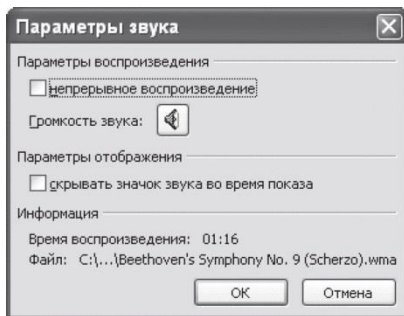 Параметры звука
Параметры воспроизведения
непрерывное воспроизведение
Громкость звука:
Параметры отображения
скрывать значок звука во время показа
Информация
Время воспроизведения: 01:16
Файл: C:\...\Beethoven's Symphony No. 9 (Scherzo).wma
ОК Отмена